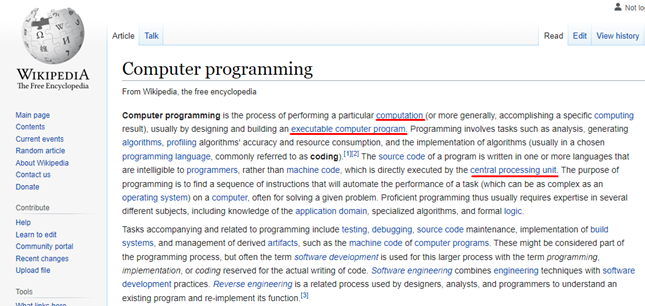 Not lo
WIKIPEDIA
The Free Encyclopedia
Main page
Contents
Current events
Random article
About Wikipedia
Contact us
Donate
Contribute
Help
Learn to edit
Community portal
Recent changes
Upload file
Tools
What links here
Article Talk Read Edit View history
Computer programming
From Wikipedia, the free encyclopedia
Computer programming is the process of performing a particular computation (or more generally, accomplishing a specific computing
result), usually by designing and building an executable computer program. Programming involves tasks such as analysis, generating
algorithms, profiling algorithms' accuracy and resource consumption, and the implementation of algorithms (usually in a chosen
programming language, commonly referred to as coding).[1][2] The source code of a program is written in one or more languages that
are intelligible to programmers, rather than machine code, which is directly executed by the central processing unit. The purpose of
programming is to find a sequence of instructions that will automate the performance of a task (which can be as complex as an
operating system) on a computer, often for solving a given problem. Proficient programming thus usually requires expertise in several
different subjects, including knowledge of the application domain, specialized algorithms, and formal logic.
Tasks accompanying and related to programming include testing, debugging, source code maintenance, implementation of build
systems, and management of derived artifacts, such as the machine code of computer programs. These might be considered part of
the programming process, but often the term software development is used for this larger process with the term programming,
implementation, or coding reserved for the actual writing of code. Software engineering combines engineering techniques with software
development practices. Reverse engineering is a related process used by designers, analysts, and programmers to understand an
existing program and re-implement its function.[3]